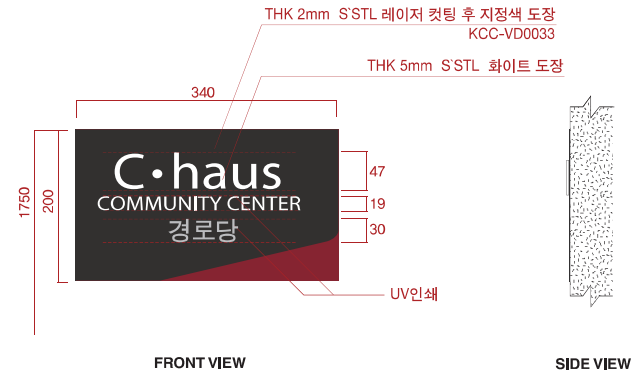 THK 2mm S'STL 레이저 컷팅 후 지정색 도장
KCC-VD0033
THK 5mm S'STL 화이트 도장
340
1750
200
C·haus
COMMUNITY CENTER
경로당
47
19
30
UV인쇄
FRONT VIEW
SIDE VIEW